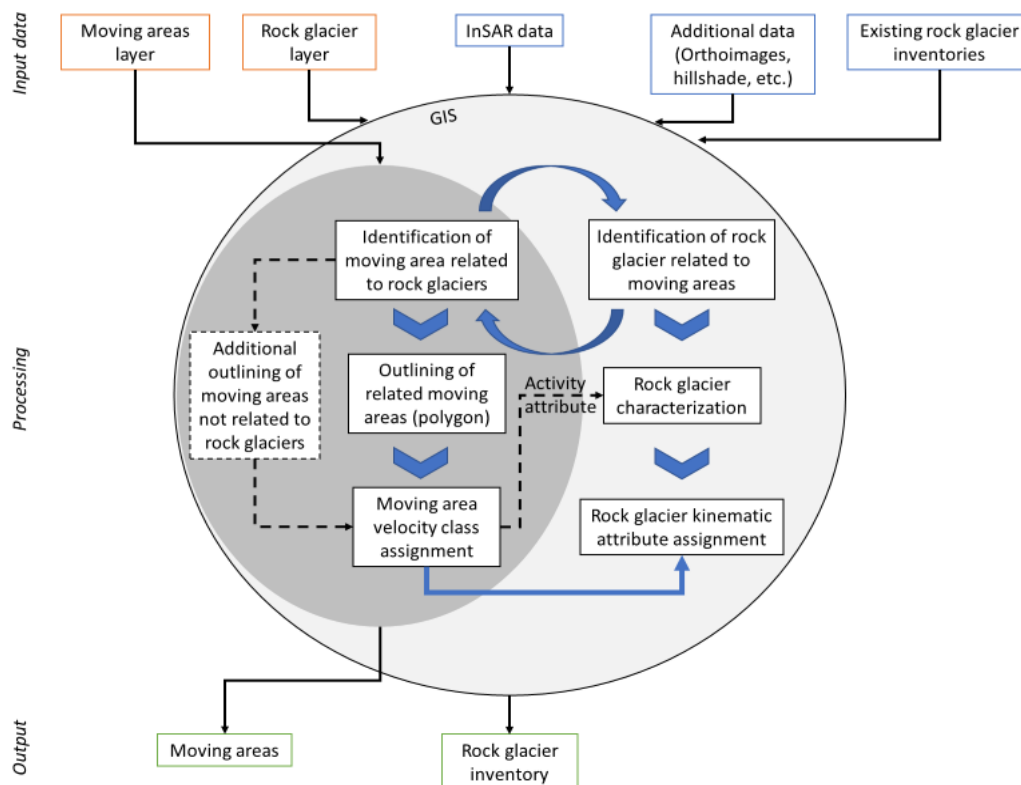 Input data
Moving areas
layer
Rock glacier
layer
InSAR data
Additional data
(Orthoimages,
hillshade, etc.)
Existing rock glacier
inventories
GIS
Processing
Identification of
moving area related
to rock glaciers
Identification of rock
glacier related to
moving areas
Additional
outlining of
moving areas
not related to
rock glaciers
Outlining of
related moving
areas (polygon)
Activity
attribute
Rock glacier
characterization
Moving area
velocity class
assignment
Rock glacier kinematic
attribute assignment
Output
Moving areas
Rock glacier
inventory